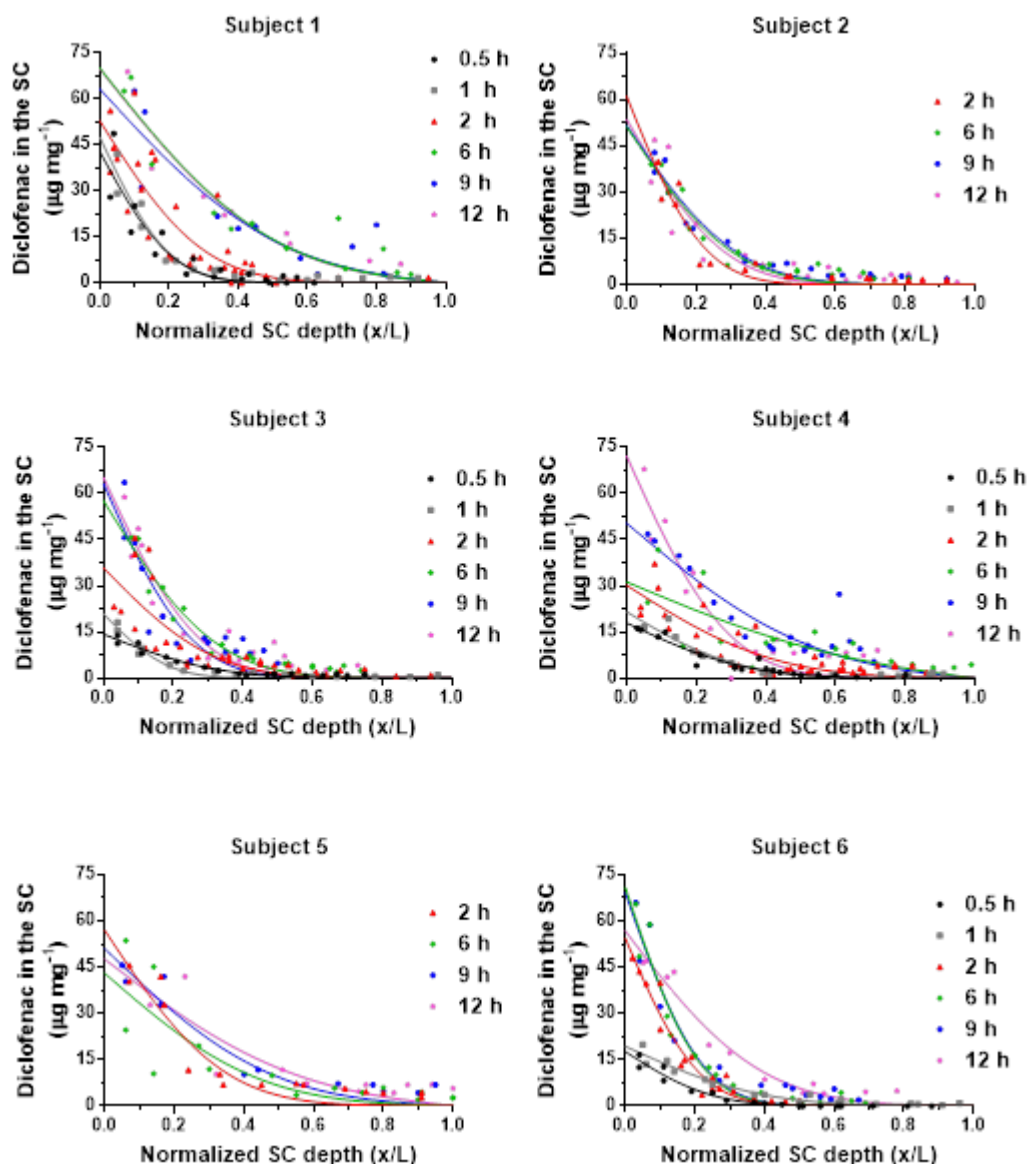 Subject 1
Diclofenac in the SC
(µg mg⁻¹)
75
60
45
30
15
0
0.0 0.2 0.4 0.6 0.8 1.0
Normalized SC depth (x/L)
0.5 h
1 h
2 h
6 h
9 h
12 h
Subject 2
Diclofenac in the SC
(µg mg⁻¹)
75
60
45
30
15
0
0.0 0.2 0.4 0.6 0.8 1.0
Normalized SC depth (x/L)
2 h
6 h
9 h
12 h
Subject 3
Diclofenac in the SC
(µg mg⁻¹)
75
60
45
30
15
0
0.0 0.2 0.4 0.6 0.8 1.0
Normalized SC depth (x/L)
0.5 h
1 h
2 h
6 h
9 h
12 h
Subject 4
Diclofenac in the SC
(µg mg⁻¹)
75
60
45
30
15
0
0.0 0.2 0.4 0.6 0.8 1.0
Normalized SC depth (x/L)
0.5 h
1 h
2 h
6 h
9 h
12 h
Subject 5
Diclofenac in the SC
(µg mg⁻¹)
75
60
45
30
15
0
0.0 0.2 0.4 0.6 0.8 1.0
Normalized SC depth (x/L)
2 h
6 h
9 h
12 h
Subject 6
Diclofenac in the SC
(µg mg⁻¹)
75
60
45
30
15
0
0.0 0.2 0.4 0.6 0.8 1.0
Normalized SC depth (x/L)
0.5 h
1 h
2 h
6 h
9 h
12 h